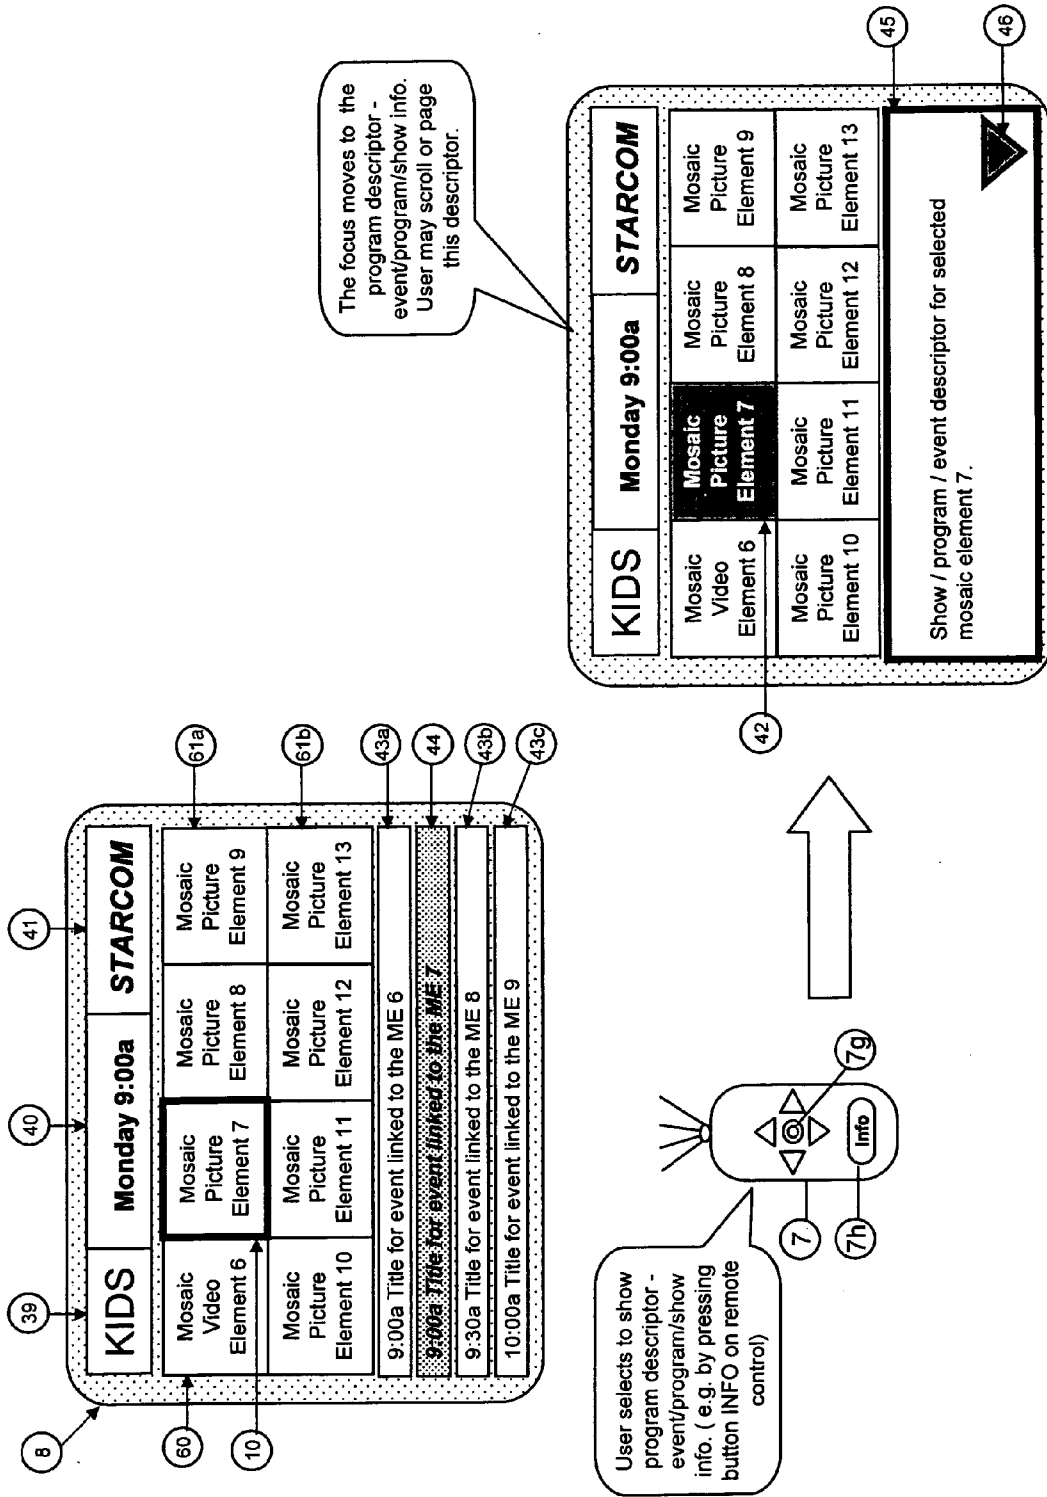 39
40
41
8
KIDS
Monday 9:00a
STARCOM
Mosaic
Video
Element 6
Mosaic
Picture
Element 7
Mosaic
Picture
Element 8
Mosaic
Picture
Element 9
Mosaic
Picture
Element 10
Mosaic
Picture
Element 11
Mosaic
Picture
Element 12
Mosaic
Picture
Element 13
9:00a Title for event linked to the ME 6
9:00a Title for event linked to the ME 7
9:30a Title for event linked to the ME 8
10:00a Title for event linked to the ME 9
60
10
61a
61b
43a
44
43b
43c
User selects to show
program descriptor -
event/program/show
info. ( e.g. by pressing
button INFO on remote
control)
Info
7
7h
7g
The focus moves to the
program descriptor -
event/program/show info.
User may scroll or page
this descriptor.
KIDS
Monday 9:00a
STARCOM
Mosaic
Video
Element 6
Mosaic
Picture
Element 7
Mosaic
Picture
Element 8
Mosaic
Picture
Element 9
Mosaic
Picture
Element 10
Mosaic
Picture
Element 11
Mosaic
Picture
Element 12
Mosaic
Picture
Element 13
Show / program / event descriptor for selected
mosaic element 7.
42
45
46